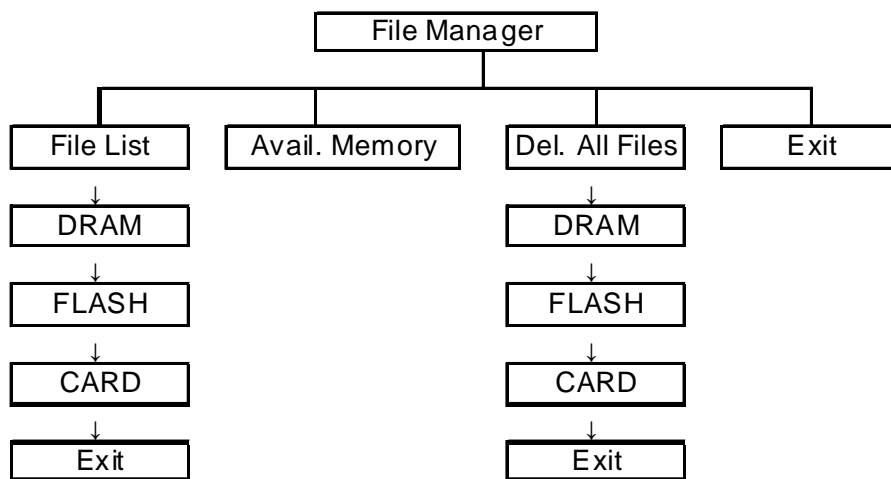 File Manager
File List Avail. Memory Del. All Files Exit
↓ ↓
DRAM DRAM
↓ ↓
FLASH FLASH
↓ ↓
CARD CARD
↓ ↓
Exit Exit